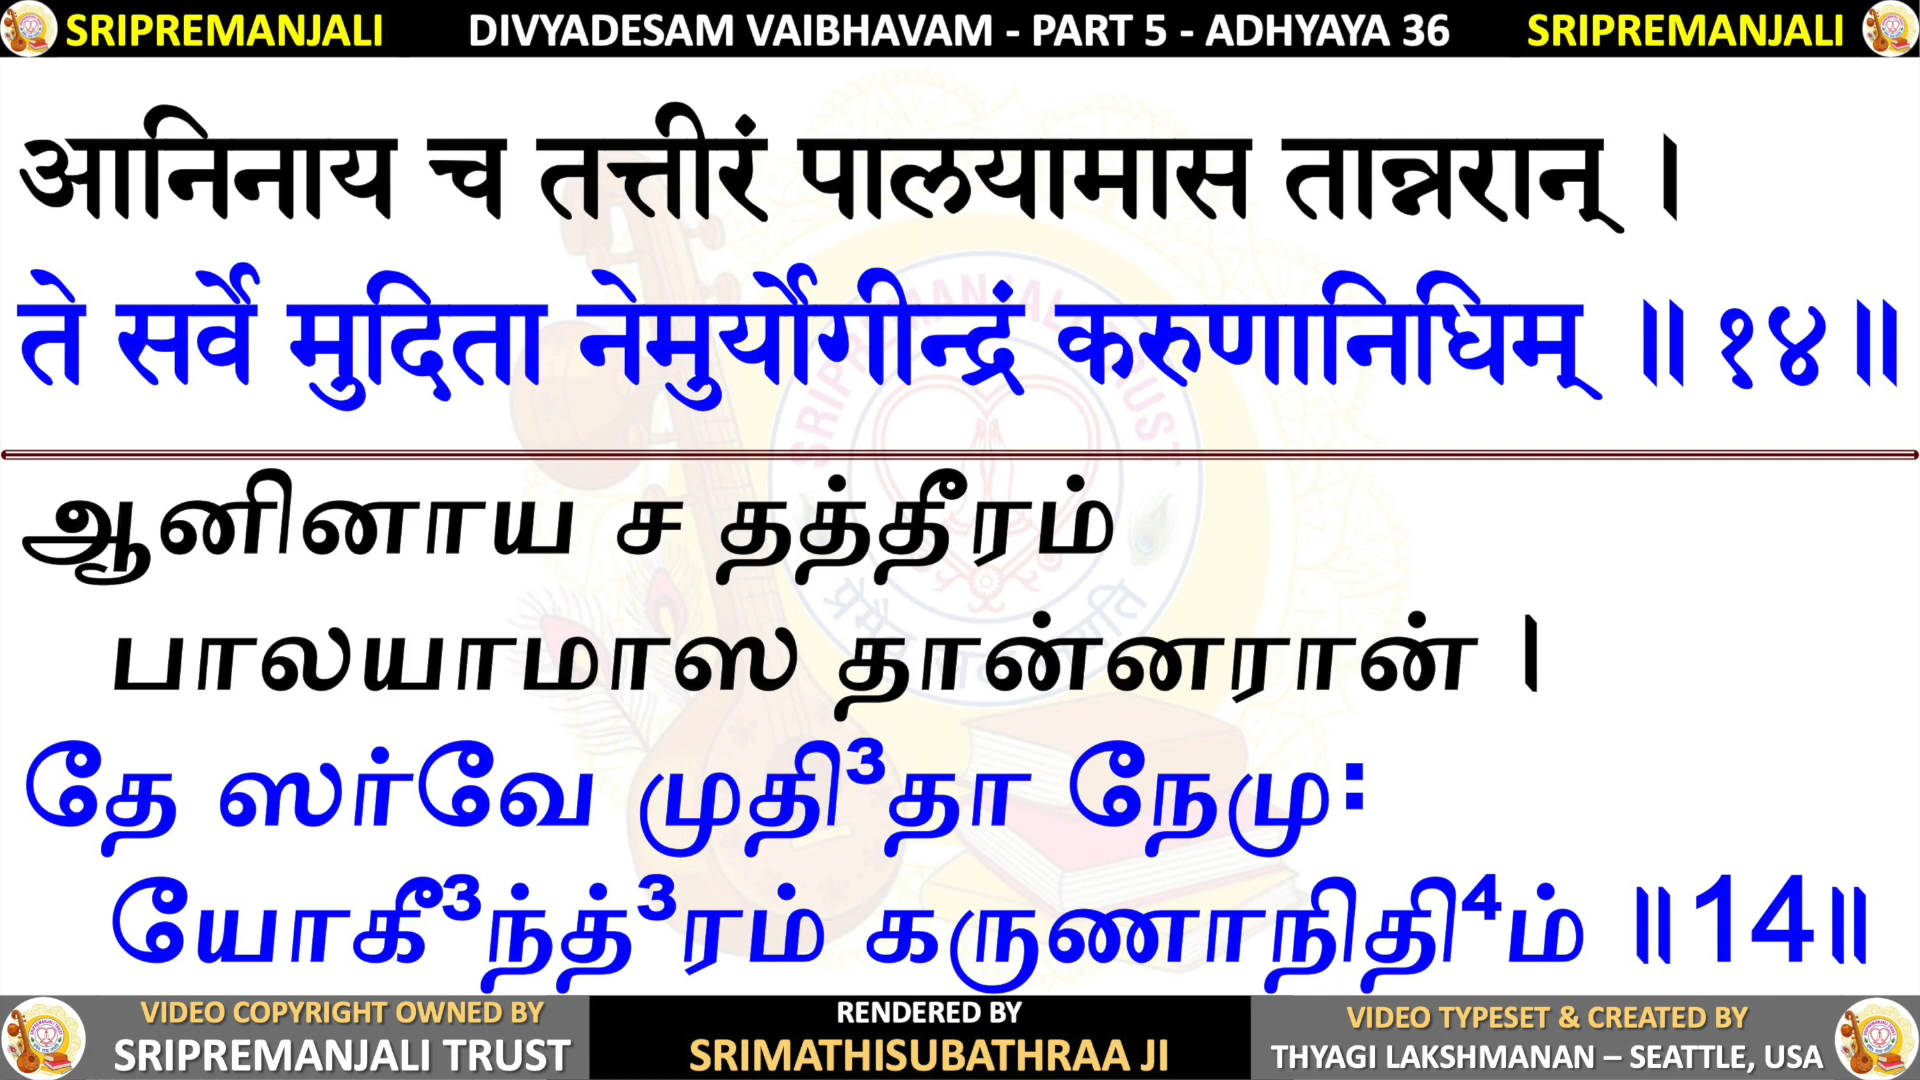 SRIPREMANJALI DIVYADESAM VAIBHAVAM - PART 5 - ADHYAYA 36 SRIPREMANJALI
आनिनाय च तत्तीरं पालयामास तान्नरान् ।
ते सर्वे मुदिता नेमुर्योगीन्द्रं करुणानिधिम् ॥१४॥
ஆனினாய ச தத்தீரம்
பாலயாமாஸ தான்னரான் ।
தே ஸர்வே முதி³தா நேமு꞉
யோகீ³ந்த்³ரம் கருணாநிதி⁴ம் ॥14॥
VIDEO COPYRIGHT OWNED BY RENDERED BY VIDEO TYPESET & CREATED BY
SRIPREMANJALI TRUST SRIMATHISUBATHRAA JI THYAGI LAKSHMANAN – SEATTLE, USA